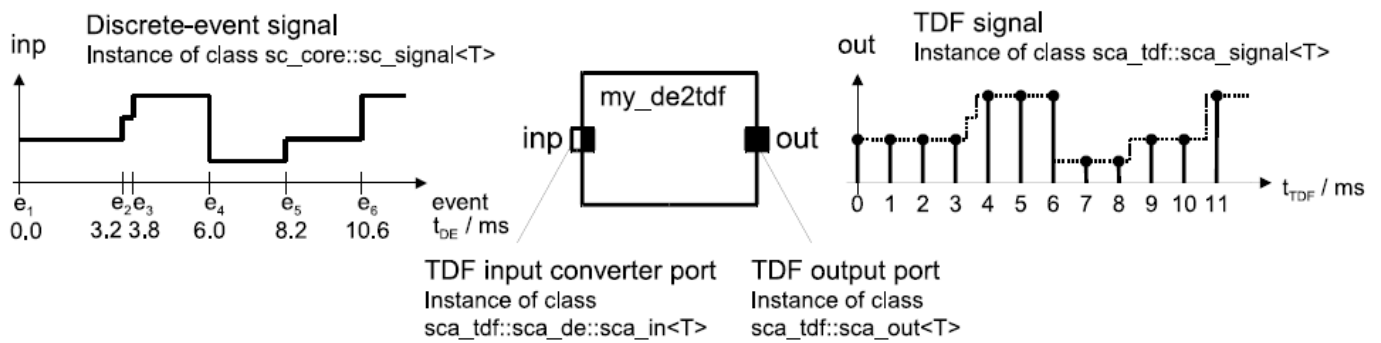 Discrete-event signal
Instance of class sc_core::sc_signal<T>
inp
e1 e2 e3 e4 e5 e6 event
0.0 3.2 3.8 6.0 8.2 10.6 tDE / ms
my_de2tdf
inp
out
TDF input converter port
Instance of class
sca_tdf::sca_de::sca_in<T>
TDF output port
Instance of class
sca_tdf::sca_out<T>
TDF signal
Instance of class sca_tdf::sca_signal<T>
out
0 1 2 3 4 5 6 7 8 9 10 11 tTDF / ms